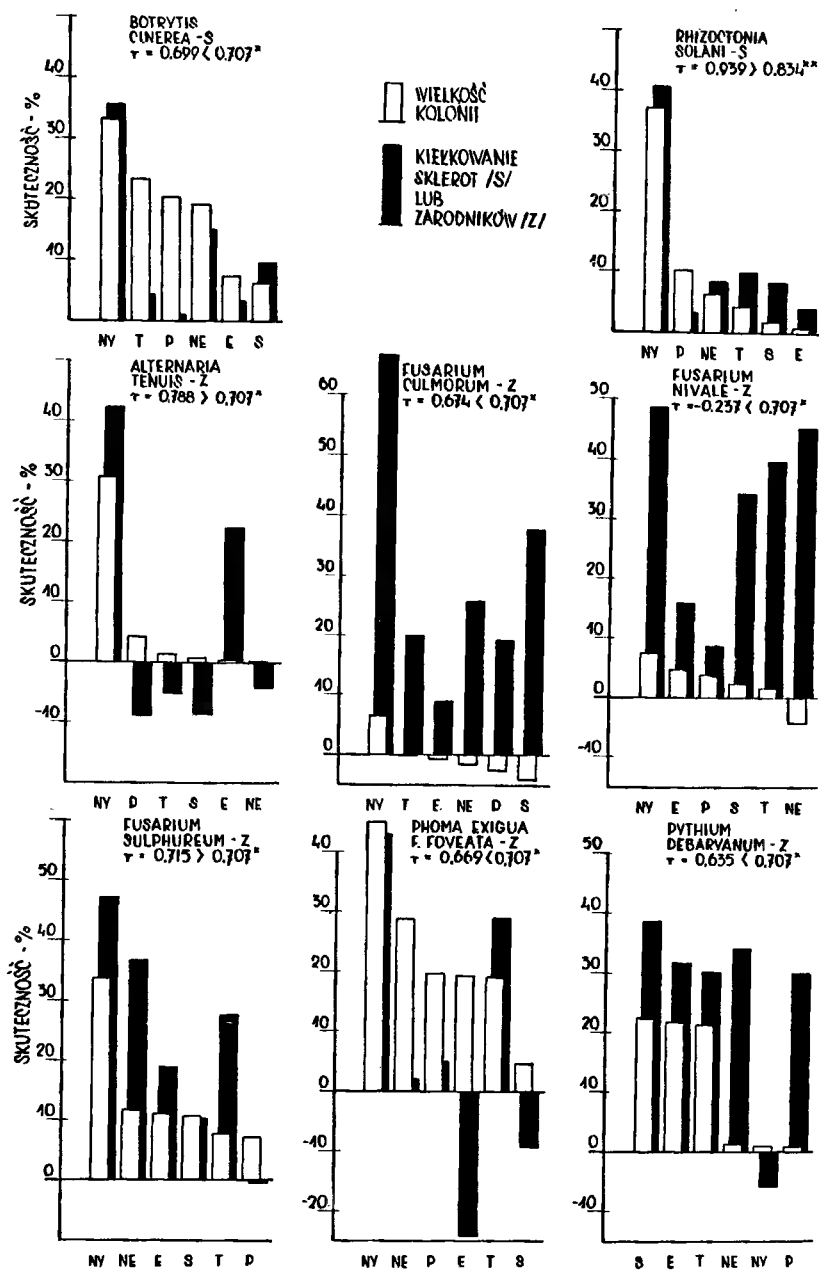 BOTRYTIS
CINEREA - S
r = 0,699 < 0,707*
SKUTECZNOŚĆ - %
40
30
20
10
NY T P NE E S
WIELKOŚĆ
KOLONII
KIEŁKOWANIE
SKLEROT /S/
LUB
ZARODNIKÓW /Z/
RHIZOCTONIA
SOLANI - S
r = 0,939 > 0,834**
40
30
20
10
NY P NE T S E
ALTERNARIA
TENUIS - Z
r = 0,788 > 0,707*
SKUTECZNOŚĆ - %
40
30
20
10
0
-10
NY P T S E NE
FUSARIUM
CULMORUM - Z
r = 0,674 < 0,707*
60
50
40
30
20
10
0
NY T E NE P S
FUSARIUM
NIVALE - Z
r = -0,237 < 0,707*
50
40
30
20
10
0
-10
NY E P S T NE
FUSARIUM
SULPHUREUM - Z
r = 0,715 > 0,707*
SKUTECZNOŚĆ - %
50
40
30
20
10
0
NY NE E S T P
PHOMA EXIGUA
F. FOVEATA - Z
r = 0,669 < 0,707*
40
30
20
10
0
-10
-20
NY NE P E T S
PYTHIUM
DEBARYANUM - Z
r = 0,635 < 0,707*
50
40
30
20
10
0
-10
S E T NE NY P